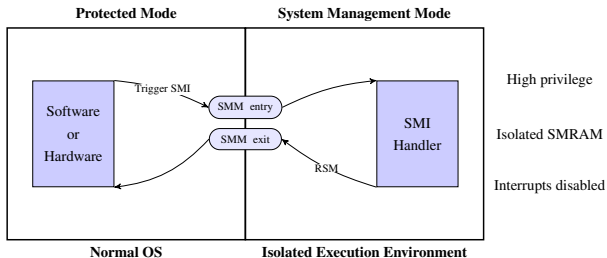 Protected Mode
System Management Mode
Trigger SMI
Software
or
Hardware
SMM entry
SMM exit
SMI
Handler
RSM
High privilege
Isolated SMRAM
Interrupts disabled
Normal OS
Isolated Execution Environment